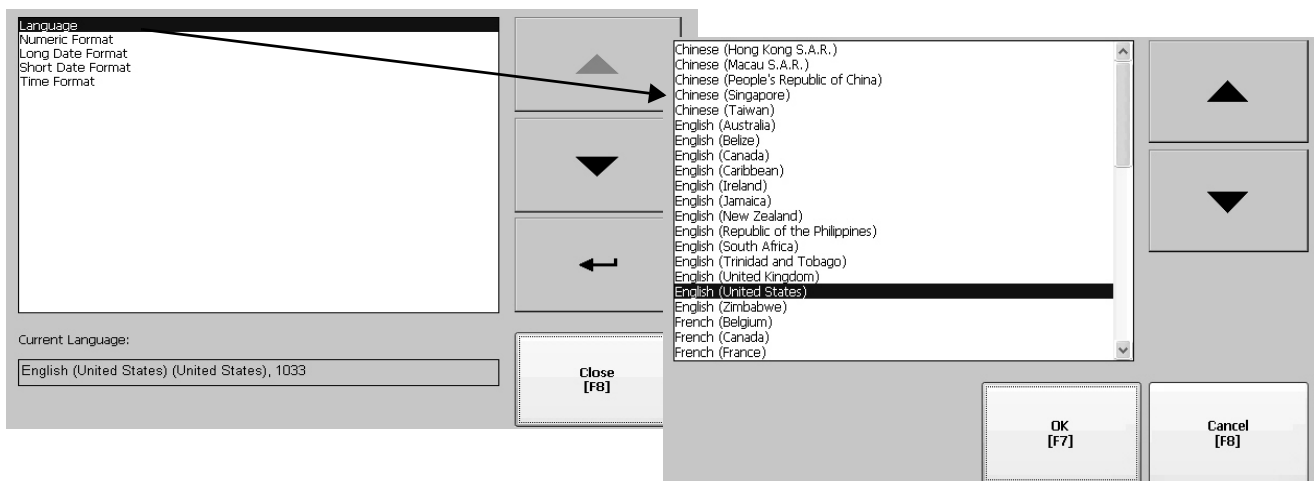 Language
Numeric Format
Long Date Format
Short Date Format
Time Format
Current Language:
English (United States) (United States), 1033
Close
[F8]
Chinese (Hong Kong S.A.R.)
Chinese (Macau S.A.R.)
Chinese (People's Republic of China)
Chinese (Singapore)
Chinese (Taiwan)
English (Australia)
English (Belize)
English (Canada)
English (Caribbean)
English (Ireland)
English (Jamaica)
English (New Zealand)
English (Republic of the Philippines)
English (South Africa)
English (Trinidad and Tobago)
English (United Kingdom)
English (United States)
English (Zimbabwe)
French (Belgium)
French (Canada)
French (France)
OK
[F7]
Cancel
[F8]